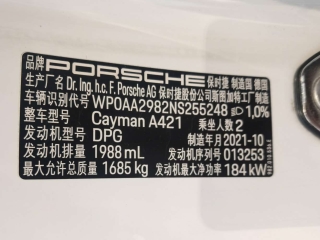 品牌 PORSCHE 保时捷 制造国 德国
生产厂名 Dr. Ing. h.c. F. Porsche AG 保时捷股份公司斯图加特工厂制造
车辆识别代号 WP0AA2982NS255248 1,0%
整车型号 Cayman A421 乘坐人数 2
发动机型号 DPG 制造年月 2021-10
发动机排量 1988 mL 发动机序列号 013253
最大允许总质量 1685 kg 发动机最大净功率 184 kW